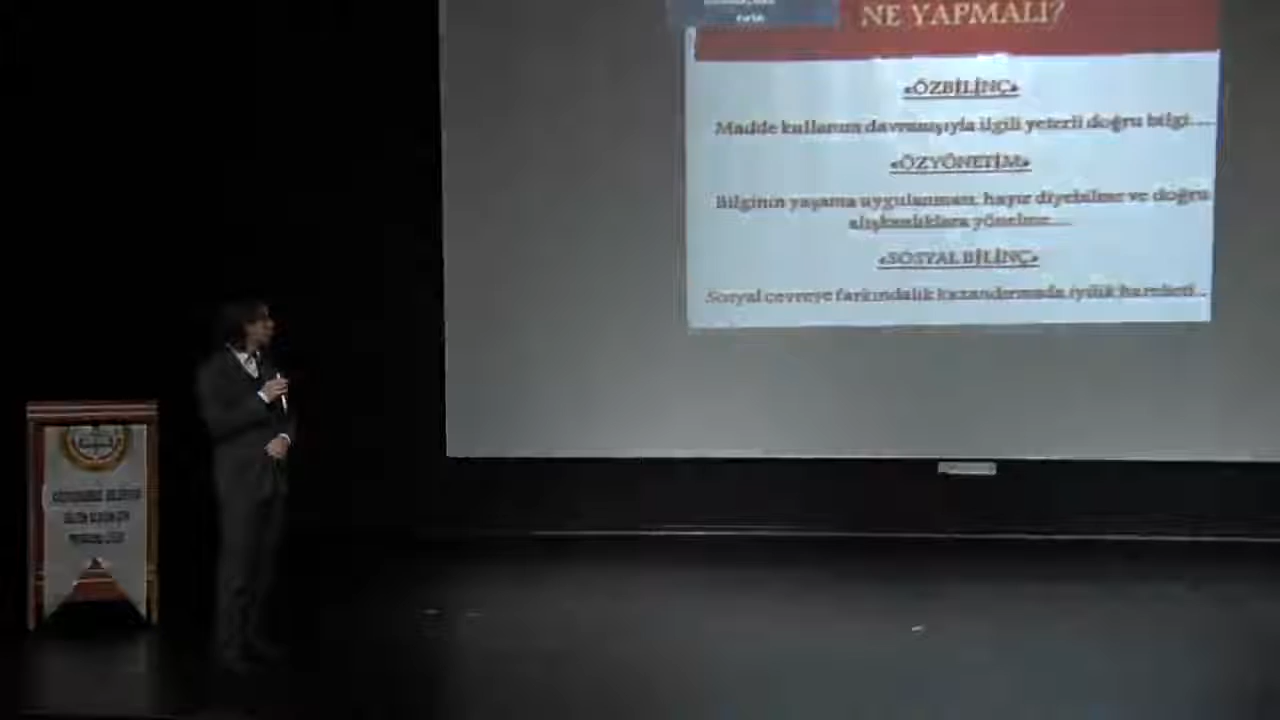 NE YAPMALI?
«ÖZBİLİNÇ»
Madde kullanım davranışıyla ilgili yeterli doğru bilgi....
«ÖZYÖNETİM»
Bilginin yaşama uygulanması, hayır diyebilme ve doğru
alışkanlıklara yönelme....
«SOSYAL BİLİNÇ»
Sosyal çevreye farkındalık kazandırmada iyilik hareketi...